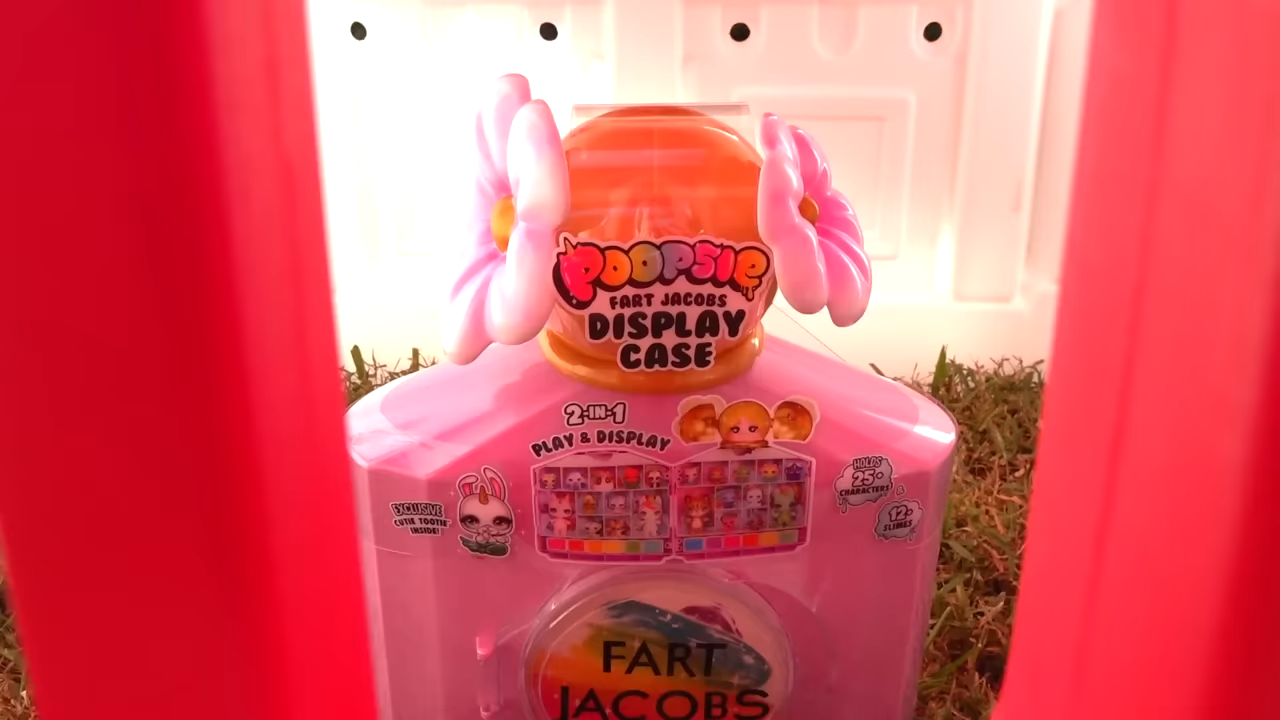 POOPSIE
FART JACOBS
DISPLAY
CASE
2-IN-1
PLAY & DISPLAY
EXCLUSIVE
CUTIE TOOTIE
INSIDE!
HOLDS
25+
CHARACTERS
&
12+
SLIMES
FART
JACOBS